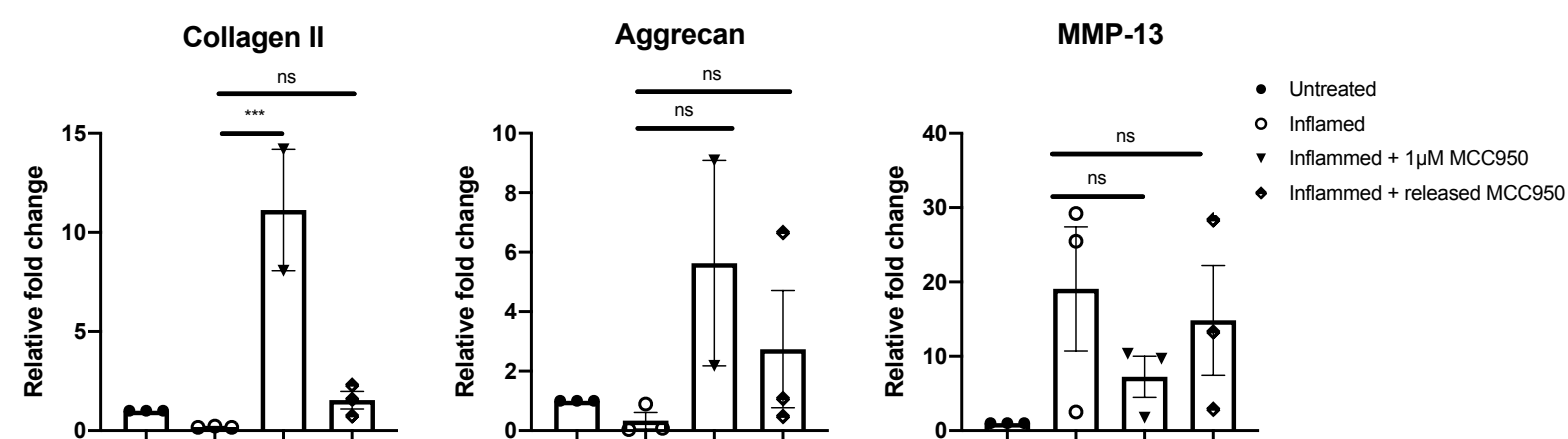 Collagen II
ns
***
15
10
5
0
Relative fold change
Aggrecan
ns
ns
10
8
6
4
2
0
Relative fold change
MMP-13
ns
ns
40
30
20
10
0
Relative fold change
Untreated
Inflamed
Inflammed + 1µM MCC950
Inflammed + released MCC950